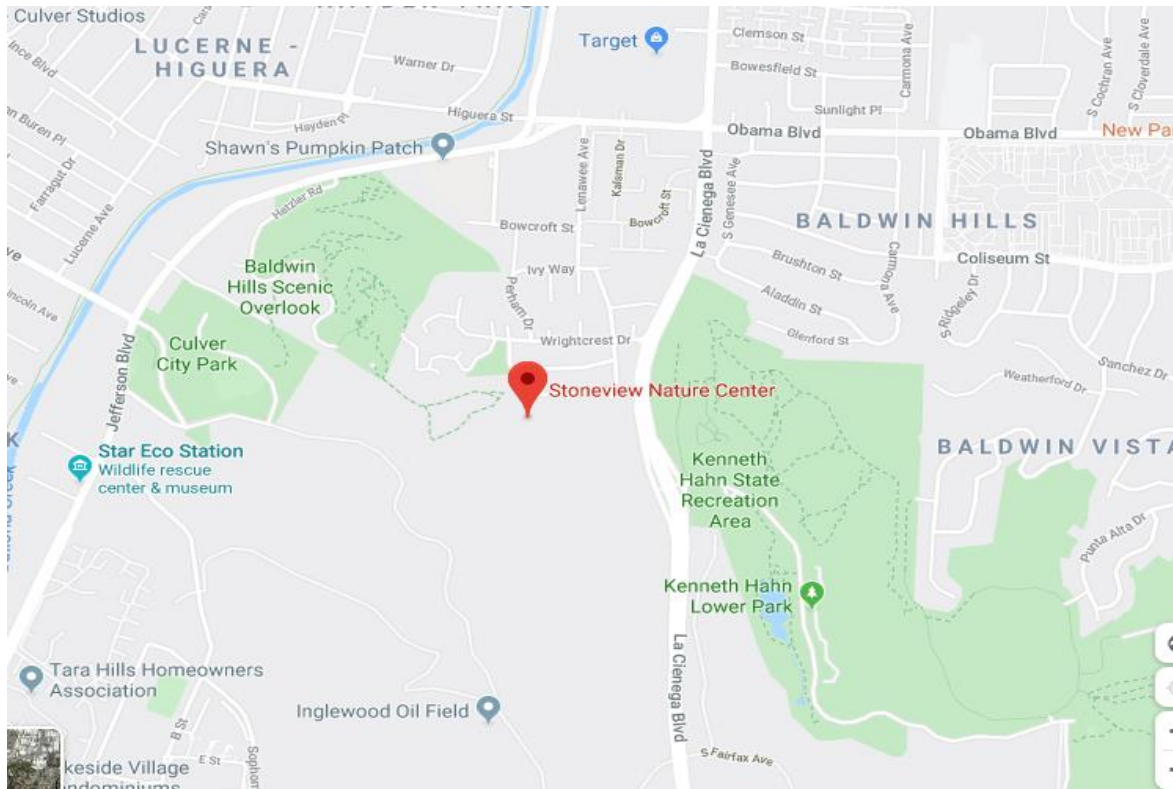 Culver Studios
LUCERNE -
HIGUERA
Target
Clemson St
Carmona Ave
Bowesfield St
S Cochran Ave
S Cloverdale Ave
Ince Blvd
Warner Dr
Sunlight Pl
Higuera St
Hayden Pl
Obama Blvd
Obama Blvd
New Pa
Buren Pl
Shawn's Pumpkin Patch
Farragut Dr
Lucerne Ave
Hetzler Rd
Lenawee Ave
Kalsman Dr
Bowcroft St
Bowcroft St
La Cienega Blvd
S Genesee Ave
BALDWIN HILLS
Carmona Ave
Coliseum St
Baldwin
Hills Scenic
Overlook
Ivy Way
Perham Dr
Brushton St
Aladdin St
S Ridgeley Dr
Glenford St
Wrightcrest Dr
Culver
City Park
Jefferson Blvd
Sanchez Dr
Weatherford Dr
Stoneview Nature Center
BALDWIN VISTA
Star Eco Station
Wildlife rescue
center & museum
Kenneth
Hahn State
Recreation
Area
Punta Alta Dr
Kenneth Hahn
Lower Park
La Cienega Blvd
Tara Hills Homeowners
Association
Inglewood Oil Field
B St
E St
S Fairfax Ave
keside Village